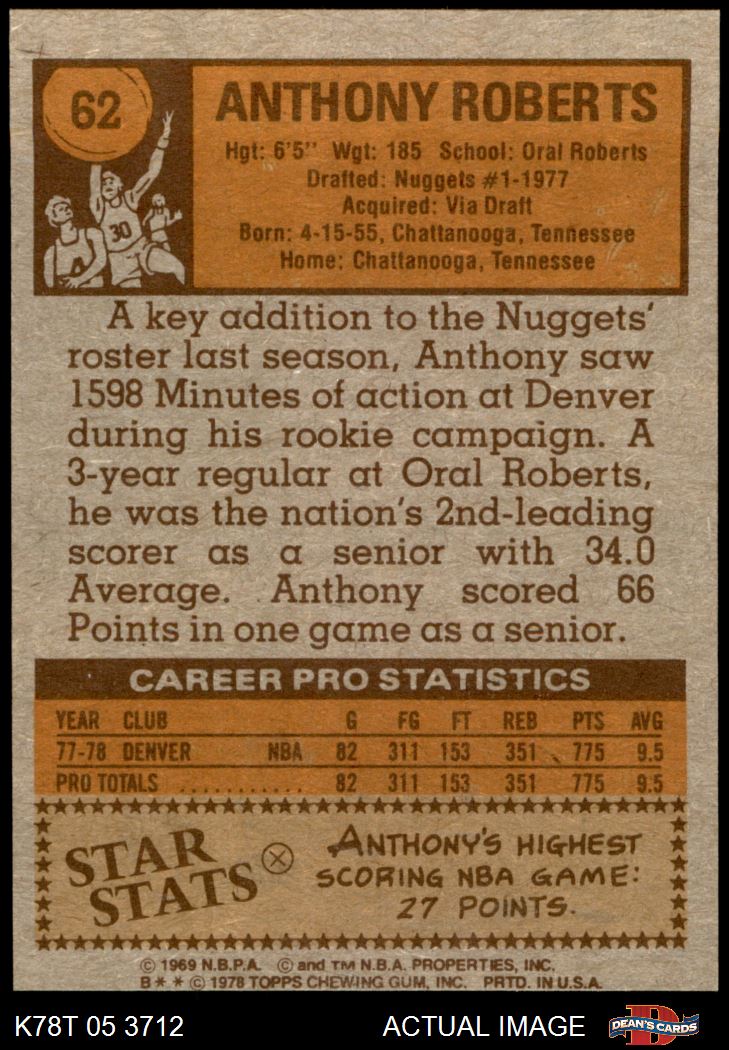 62
ANTHONY ROBERTS
Hgt: 6'5" Wgt: 185 School: Oral Roberts
Drafted: Nuggets #1-1977
Acquired: Via Draft
Born: 4-15-55, Chattanooga, Tennessee
Home: Chattanooga, Tennessee
30
A key addition to the Nuggets'
roster last season, Anthony saw
1598 Minutes of action at Denver
during his rookie campaign. A
3-year regular at Oral Roberts,
he was the nation's 2nd-leading
scorer as a senior with 34.0
Average. Anthony scored 66
Points in one game as a senior.
CAREER PRO STATISTICS
YEAR CLUB G FG FT REB PTS AVG
77-78 DENVER NBA 82 311 153 351 775 9.5
PRO TOTALS ........... 82 311 153 351 775 9.5
STAR
STATS
ANTHONY'S HIGHEST
SCORING NBA GAME:
27 POINTS.
© 1969 N.B.P.A. © and TM N.B.A. PROPERTIES, INC.
B * * © 1978 TOPPS CHEWING GUM, INC. PRTD. IN U.S.A.
K78T 05 3712 ACTUAL IMAGE DEAN'S CARDS